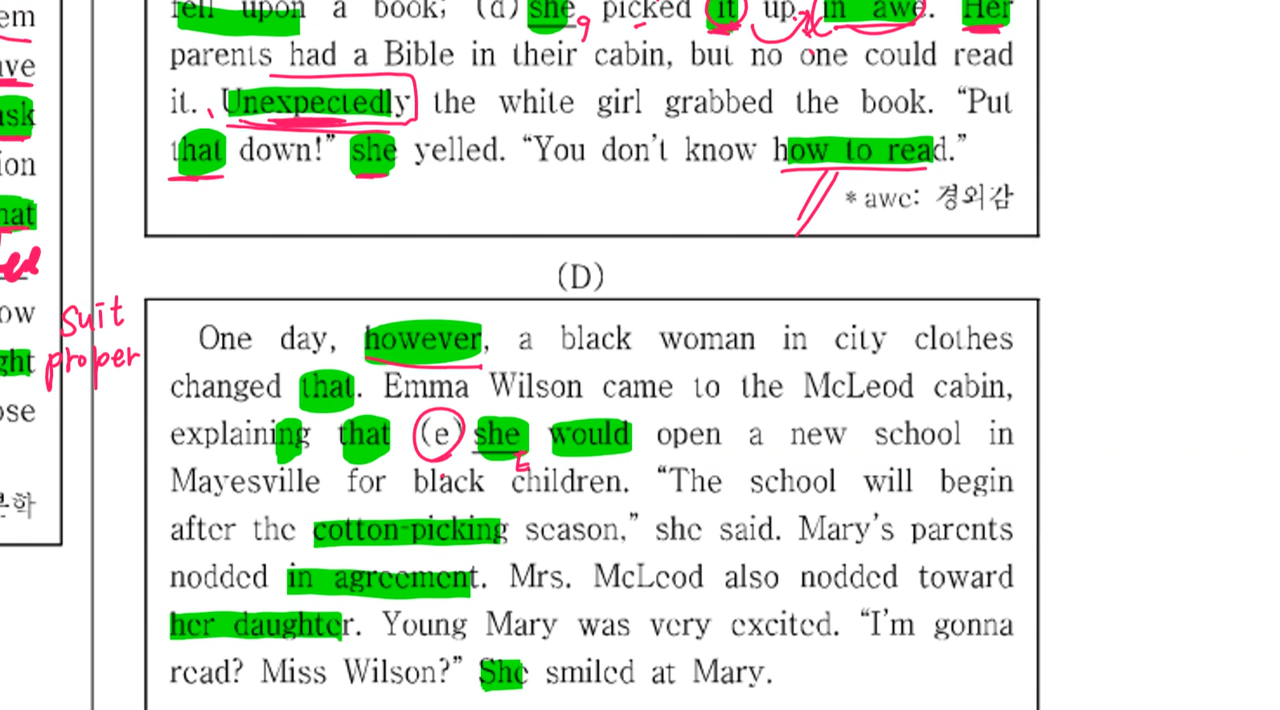 em fell upon a book; (d) she picked it up in awe. Her
ave parents had a Bible in their cabin, but no one could read
ask it. Unexpectedly the white girl grabbed the book. “Put
ion that down!” she yelled. “You don't know how to read.”
hat * awe: 경외감
(D)
ow suit
ght proper
ose
문학
One day, however, a black woman in city clothes
changed that. Emma Wilson came to the McLeod cabin,
explaining that (e) she would open a new school in
Mayesville for black children. “The school will begin
after the cotton-picking season,” she said. Mary's parents
nodded in agreement. Mrs. McLeod also nodded toward
her daughter. Young Mary was very excited. “I'm gonna
read? Miss Wilson?” She smiled at Mary.